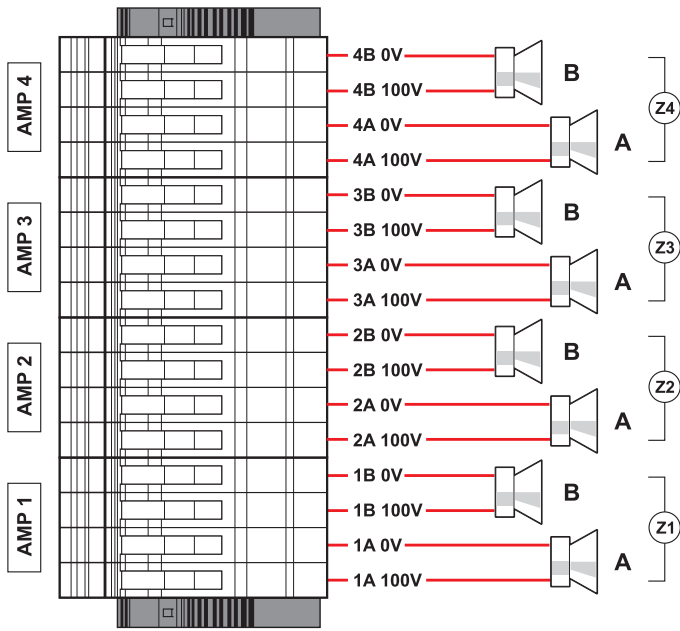 AMP 4
4B 0V
B
4B 100V
Z4
4A 0V
A
4A 100V
AMP 3
3B 0V
B
3B 100V
Z3
3A 0V
A
3A 100V
AMP 2
2B 0V
B
2B 100V
Z2
2A 0V
A
2A 100V
AMP 1
1B 0V
B
1B 100V
Z1
1A 0V
A
1A 100V